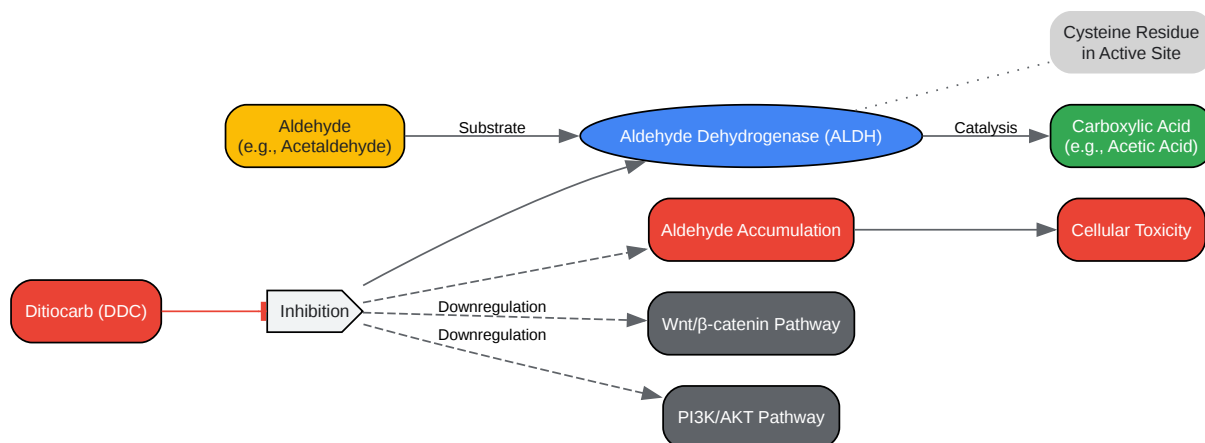 Cysteine Residue
in Active Site
Aldehyde
(e.g., Acetaldehyde)
Substrate
Aldehyde Dehydrogenase (ALDH)
Catalysis
Carboxylic Acid
(e.g., Acetic Acid)
Aldehyde Accumulation
Cellular Toxicity
Ditiocarb (DDC)
Inhibition
Downregulation
Wnt/β-catenin Pathway
Downregulation
PI3K/AKT Pathway